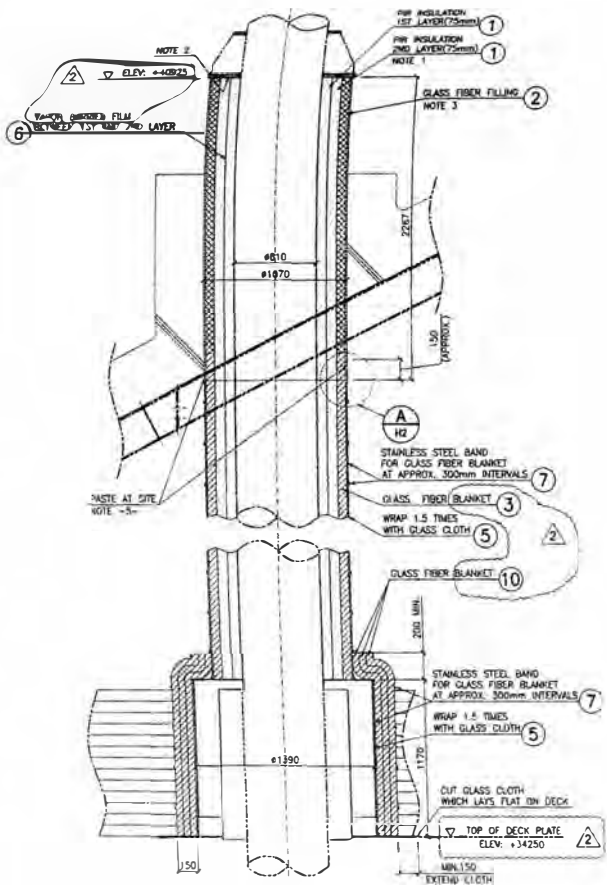 PIR INSULATION
1ST LAYER(75mm)
1
PIR INSULATION
2ND LAYER(75mm)
1
NOTE 1
NOTE 2
2
ELEV: +40925
GLASS FIBER FILLING
2
NOTE 3
BETWEEN 1ST AND 2ND LAYER
6
2267
ø810
ø1070
150
(APPROX.)
A
H2
STAINLESS STEEL BAND
FOR GLASS FIBER BLANKET
AT APPROX. 300mm INTERVALS
7
PASTE AT SITE
NOTE -5-
GLASS FIBER BLANKET
3
WRAP 1.5 TIMES
WITH GLASS CLOTH
5
2
GLASS FIBER BLANKET
10
200 MIN.
STAINLESS STEEL BAND
FOR GLASS FIBER BLANKET
AT APPROX. 300mm INTERVALS
7
WRAP 1.5 TIMES
WITH GLASS CLOTH
5
1170
ø1390
CUT GLASS CLOTH
WHICH LAYS FLAT ON DECK
TOP OF DECK PLATE
ELEV: +34250
2
150
MIN.150
EXTEND CLOTH